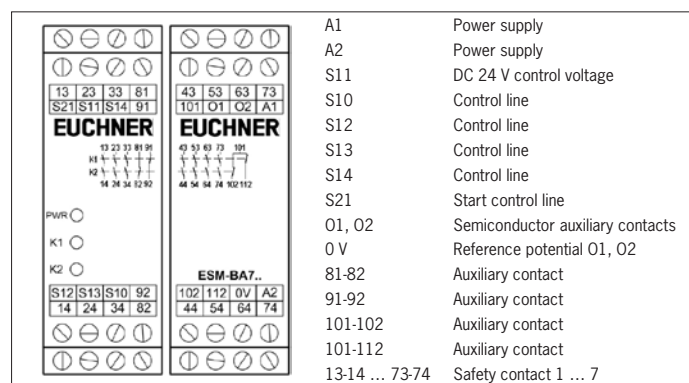 13 23 33 81
S21 S11 S14 91
EUCHNER
13 23 33 81 91
K1
K2
14 24 34 82 92
PWR
K1
K2
S12 S13 S10 92
14 24 34 82
43 53 63 73
101 O1 O2 A1
EUCHNER
43 53 63 73 101
44 54 64 74 102 112
ESM-BA7..
102 112 0V A2
44 54 64 74
A1 Power supply
A2 Power supply
S11 DC 24 V control voltage
S10 Control line
S12 Control line
S13 Control line
S14 Control line
S21 Start control line
O1, O2 Semiconductor auxiliary contacts
0 V Reference potential O1, O2
81-82 Auxiliary contact
91-92 Auxiliary contact
101-102 Auxiliary contact
101-112 Auxiliary contact
13-14 ... 73-74 Safety contact 1 ... 7